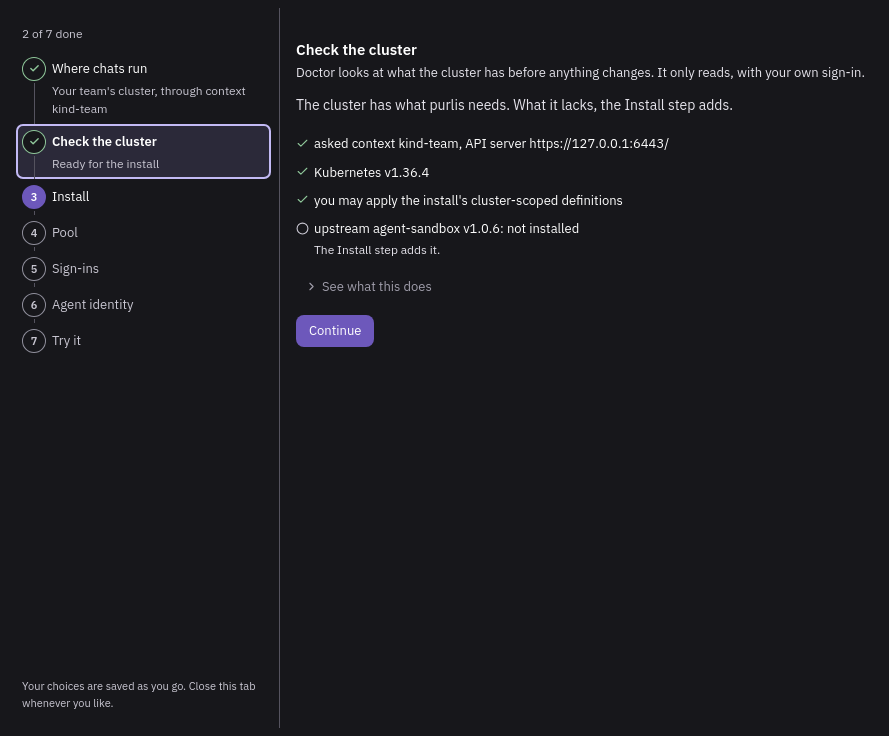 2 of 7 done
Where chats run
Your team's cluster, through context
kind-team
Check the cluster
Ready for the install
3 Install
4 Pool
5 Sign-ins
6 Agent identity
7 Try it
Your choices are saved as you go. Close this tab
whenever you like.
Check the cluster
Doctor looks at what the cluster has before anything changes. It only reads, with your own sign-in.
The cluster has what purlis needs. What it lacks, the Install step adds.
asked context kind-team, API server https://127.0.0.1:6443/
Kubernetes v1.36.4
you may apply the install's cluster-scoped definitions
upstream agent-sandbox v1.0.6: not installed
The Install step adds it.
See what this does
Continue